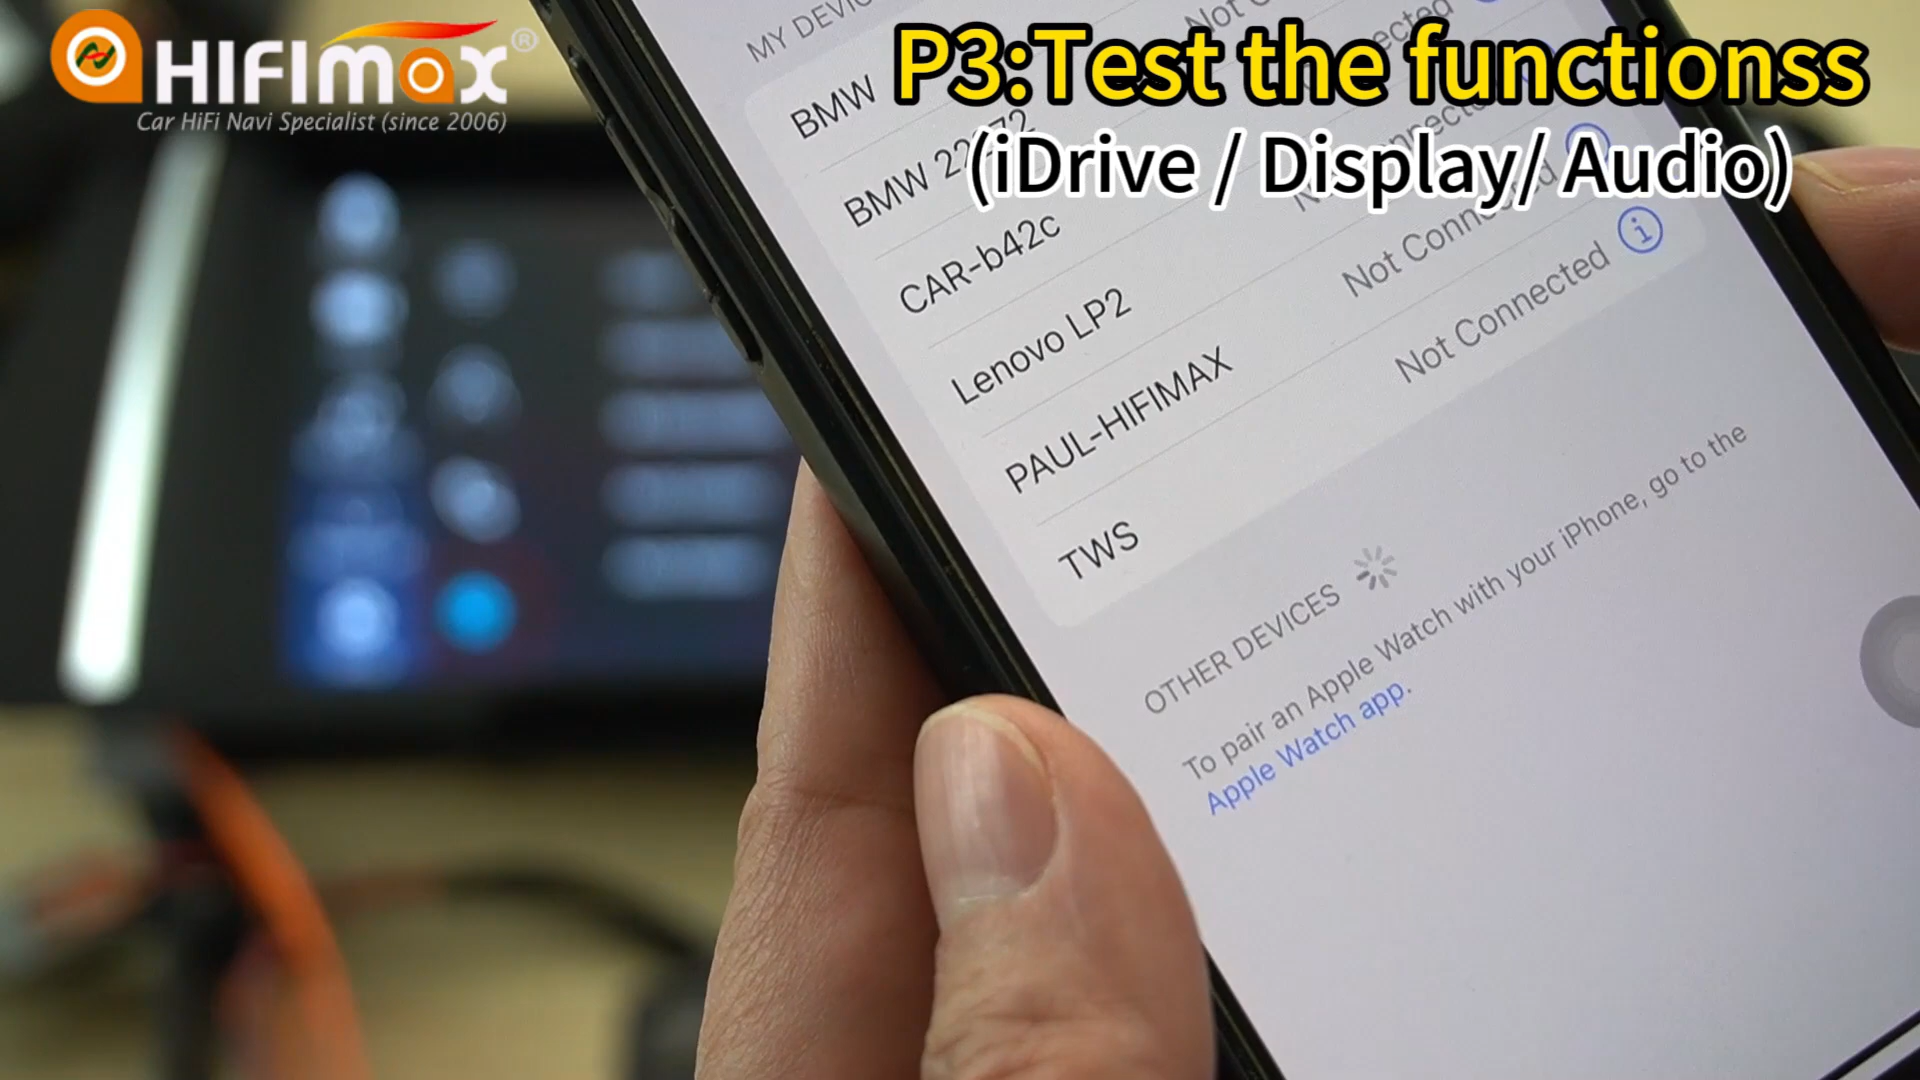 HIFIMAX®
Car HiFi Navi Specialist (since 2006)
P3:Test the functionss
(iDrive / Display/ Audio)
MY DEVIC
BMW Not
BMW 22
CAR-b42c
Lenovo LP2
PAUL-HIFIMAX Not Connected
TWS Not Connected
OTHER DEVICES
To pair an Apple Watch with your iPhone, go to the
Apple Watch app.